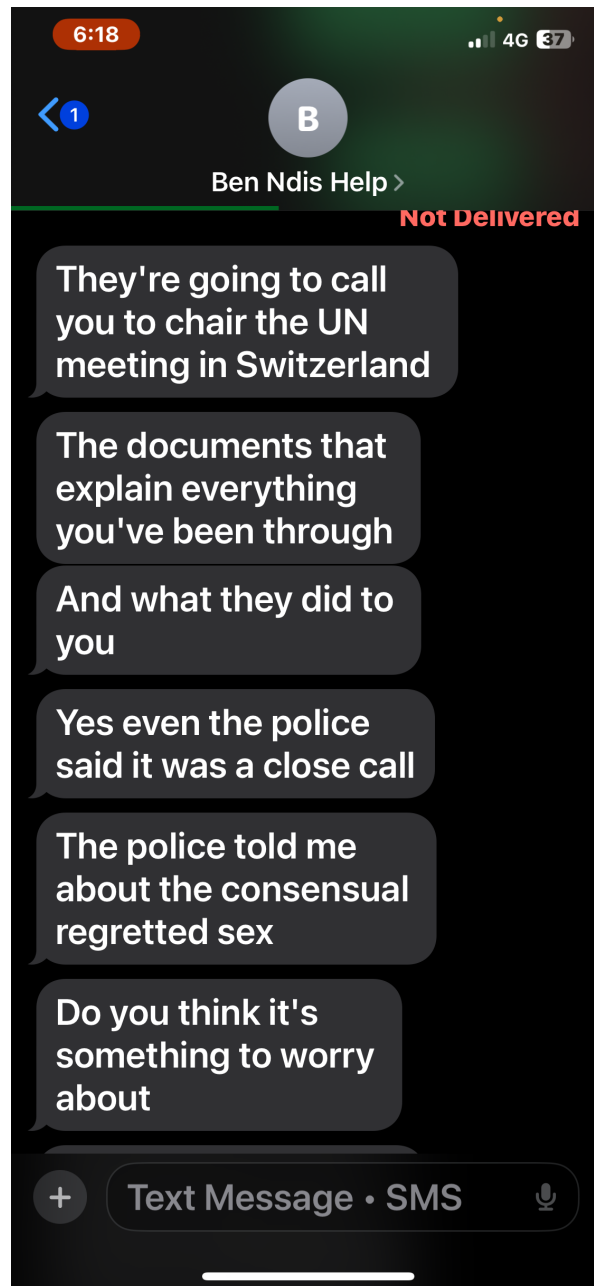 6:18
4G 37
1
B
Ben Ndis Help
Not Delivered
They're going to call
you to chair the UN
meeting in Switzerland
The documents that
explain everything
you've been through
And what they did to
you
Yes even the police
said it was a close call
The police told me
about the consensual
regretted sex
Do you think it's
something to worry
about
Text Message • SMS